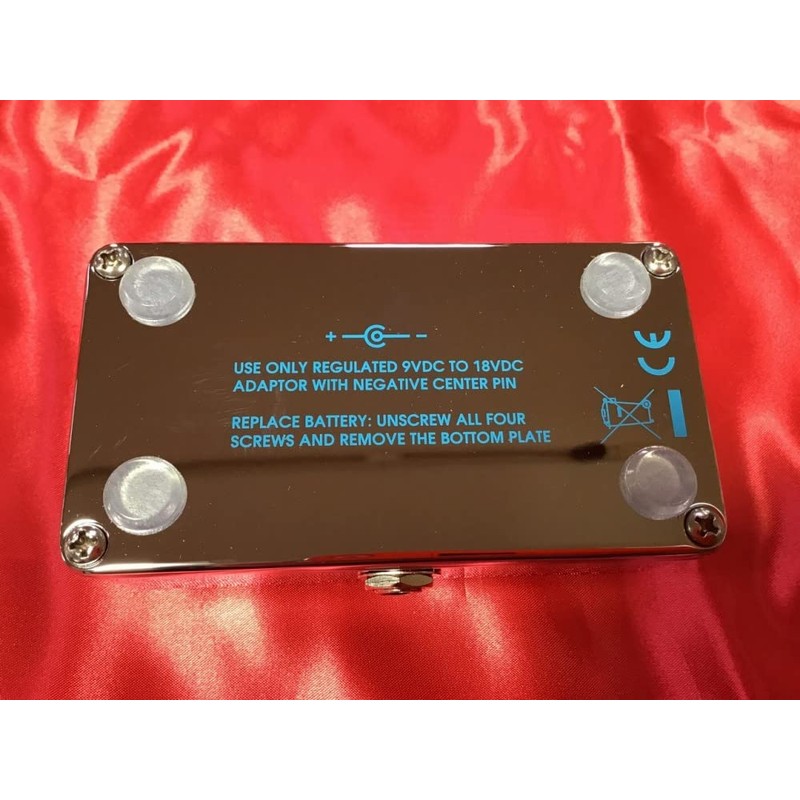 + -
USE ONLY REGULATED 9VDC TO 18VDC
ADAPTOR WITH NEGATIVE CENTER PIN
REPLACE BATTERY: UNSCREW ALL FOUR
SCREWS AND REMOVE THE BOTTOM PLATE
CE